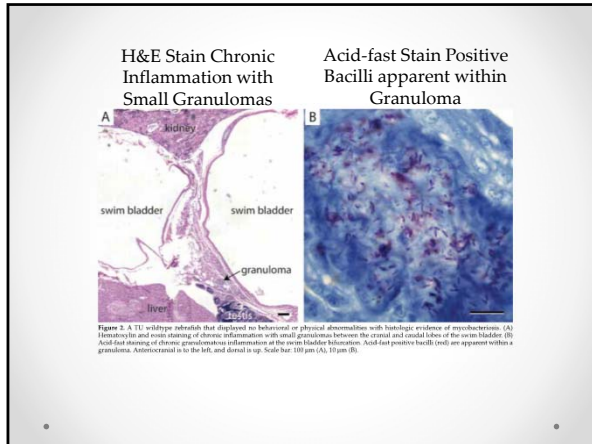 H&E Stain Chronic
Inflammation with
Small Granulomas
Acid-fast Stain Positive
Bacilli apparent within
Granuloma
A
kidney
swim bladder
swim bladder
granuloma
liver
testis
B
Figure 2. A TU wildtype zebrafish that displayed no behavioral or physical abnormalities with histologic evidence of mycobacteriosis. (A)
Hematoxylin and eosin staining of chronic inflammation with small granulomas between the cranial and caudal lobes of the swim bladder. (B)
Acid-fast staining of chronic granulomatous inflammation at the swim bladder bifurcation. Acid-fast positive bacilli (red) are apparent within a
granuloma. Anteriocranial is to the left, and dorsal is up. Scale bar: 100 μm (A), 10 μm (B).